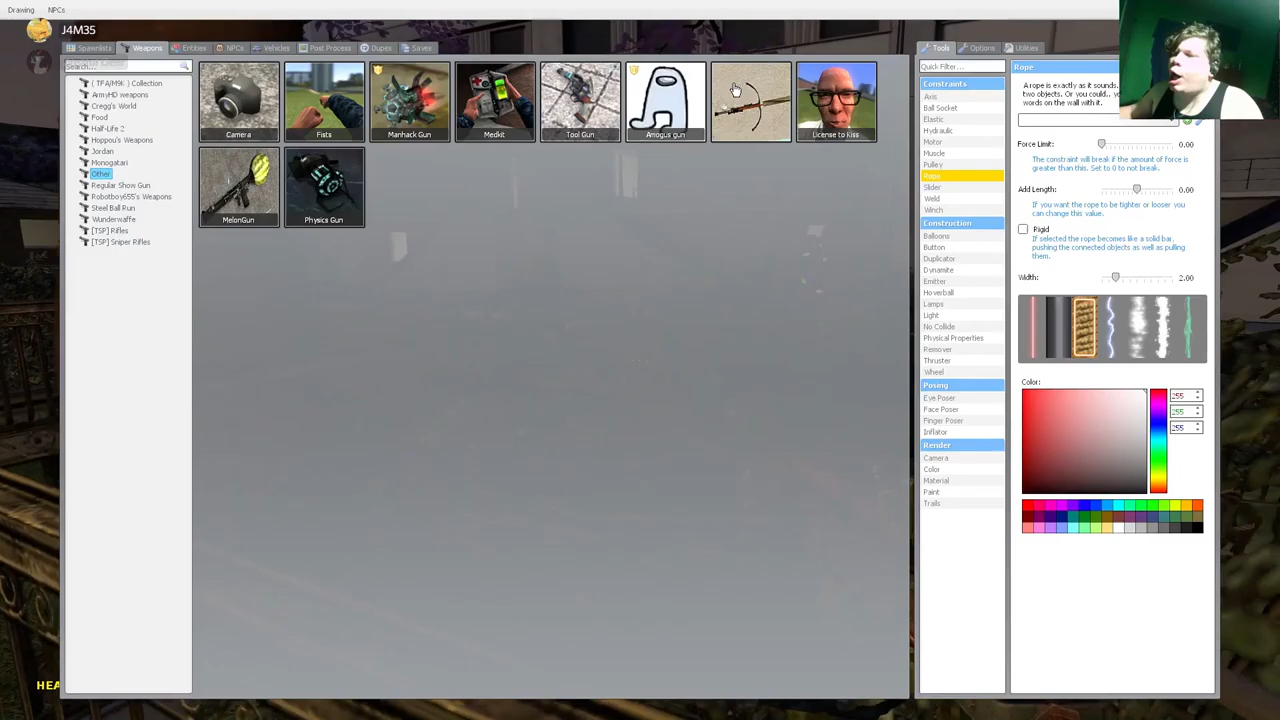 Drawing NPCs
J4M35
Spawnlists Weapons Entities NPCs Vehicles Post Process Dupes Saves
Search...
( TFA/M9K ) Collection
ArmyHD weapons
Cregg's World
Food
Half-Life 2
Hoppou's Weapons
Jordan
Monogatari
Other
Regular Show Gun
Robotboy655's Weapons
Steel Ball Run
Wunderwaffe
[TSP] Rifles
[TSP] Sniper Rifles
Camera Fists Manhack Gun Medkit Tool Gun Amogus gun License to Kiss
MelonGun Physics Gun
Tools Options Utilities
Quick Filter...
Constraints
Axis
Ball Socket
Elastic
Hydraulic
Motor
Muscle
Pulley
Rope
Slider
Weld
Winch
Construction
Balloons
Button
Duplicator
Dynamite
Emitter
Hoverball
Lamps
Light
No Collide
Physical Properties
Remover
Thruster
Wheel
Posing
Eye Poser
Face Poser
Finger Poser
Inflator
Render
Camera
Color
Material
Paint
Trails
Rope
A rope is exactly as it sounds.
two objects. Or you could..
words on the wall with it.
Force Limit: 0.00
The constraint will break if the amount of force is
greater than this. Set to 0 to not break.
Add Length: 0.00
If you want the rope to be tighter or looser you
can change this value.
Rigid
If selected the rope becomes like a solid bar,
pushing the connected objects as well as pulling
them.
Width: 2.00
Color:
255
255
255
HEA